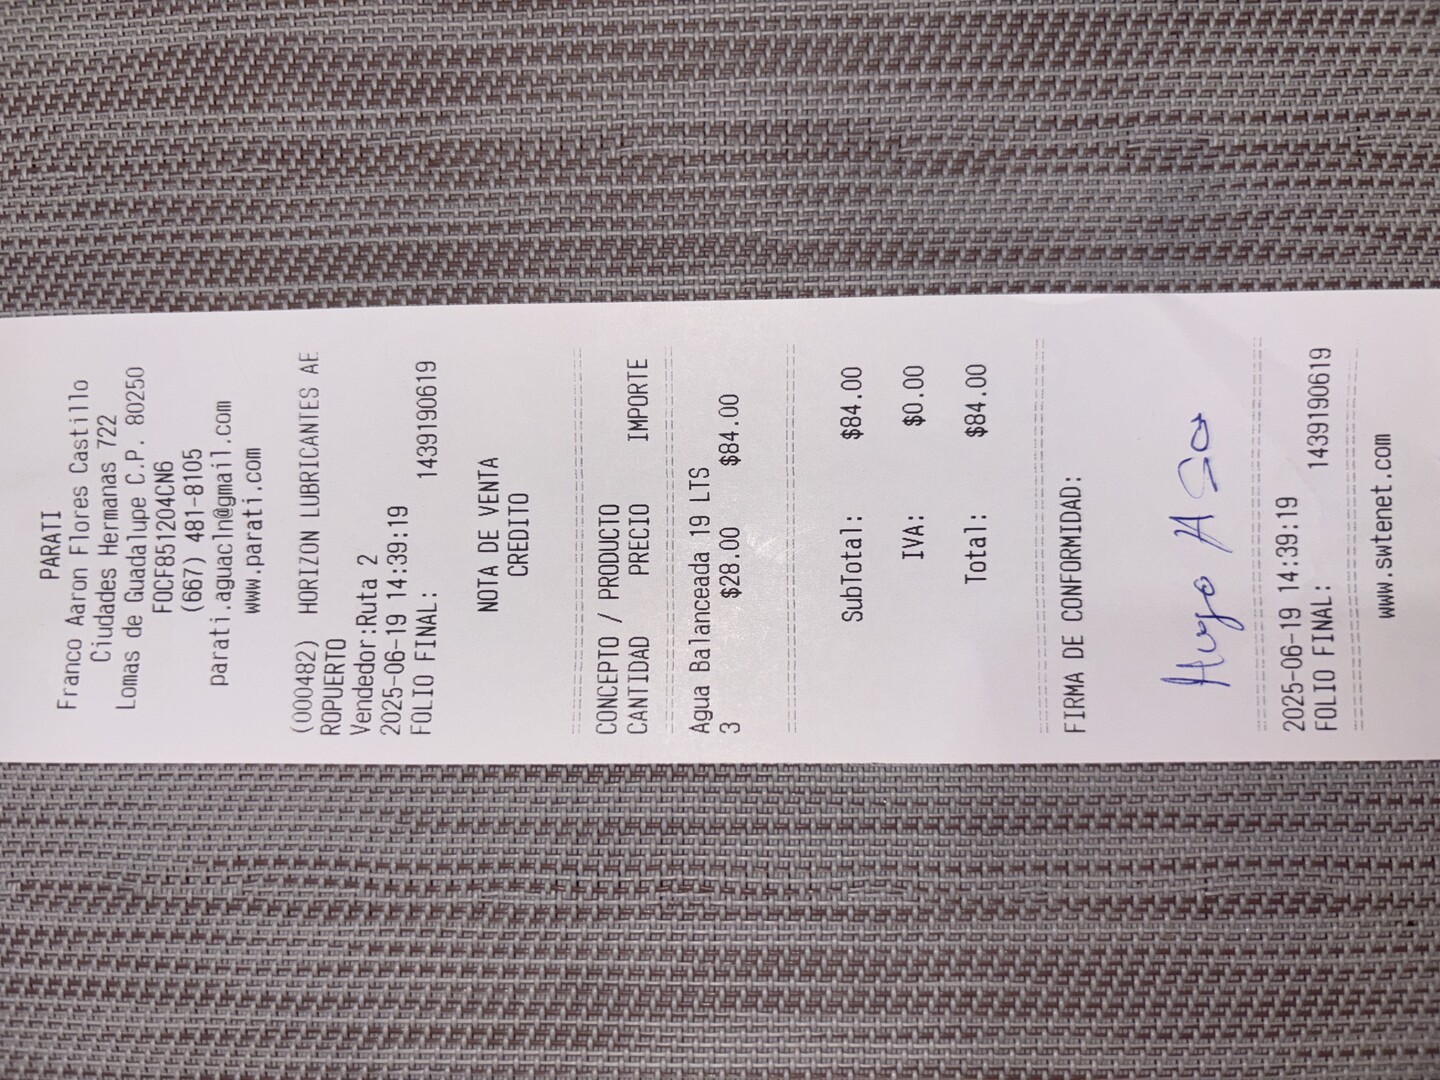 PARATI
Franco Aaron Flores Castillo
Ciudades Hermanas 722
Lomas de Guadalupe C.P. 80250
FOCF851204CN6
(667) 481-8105
parati.aguacln@gmail.com
www.parati.com
(000482) HORIZON LUBRICANTES AE
ROPUERTO
Vendedor:Ruta 2
2025-06-19 14:39:19
FOLIO FINAL: 1439190619
NOTA DE VENTA
CREDITO
CONCEPTO / PRODUCTO
CANTIDAD PRECIO IMPORTE
Agua Balanceada 19 LTS
3 $28.00 $84.00
SubTotal: $84.00
IVA: $0.00
Total: $84.00
FIRMA DE CONFORMIDAD:
Hugo A
2025-06-19 14:39:19
FOLIO FINAL: 1439190619
www.swtenet.com